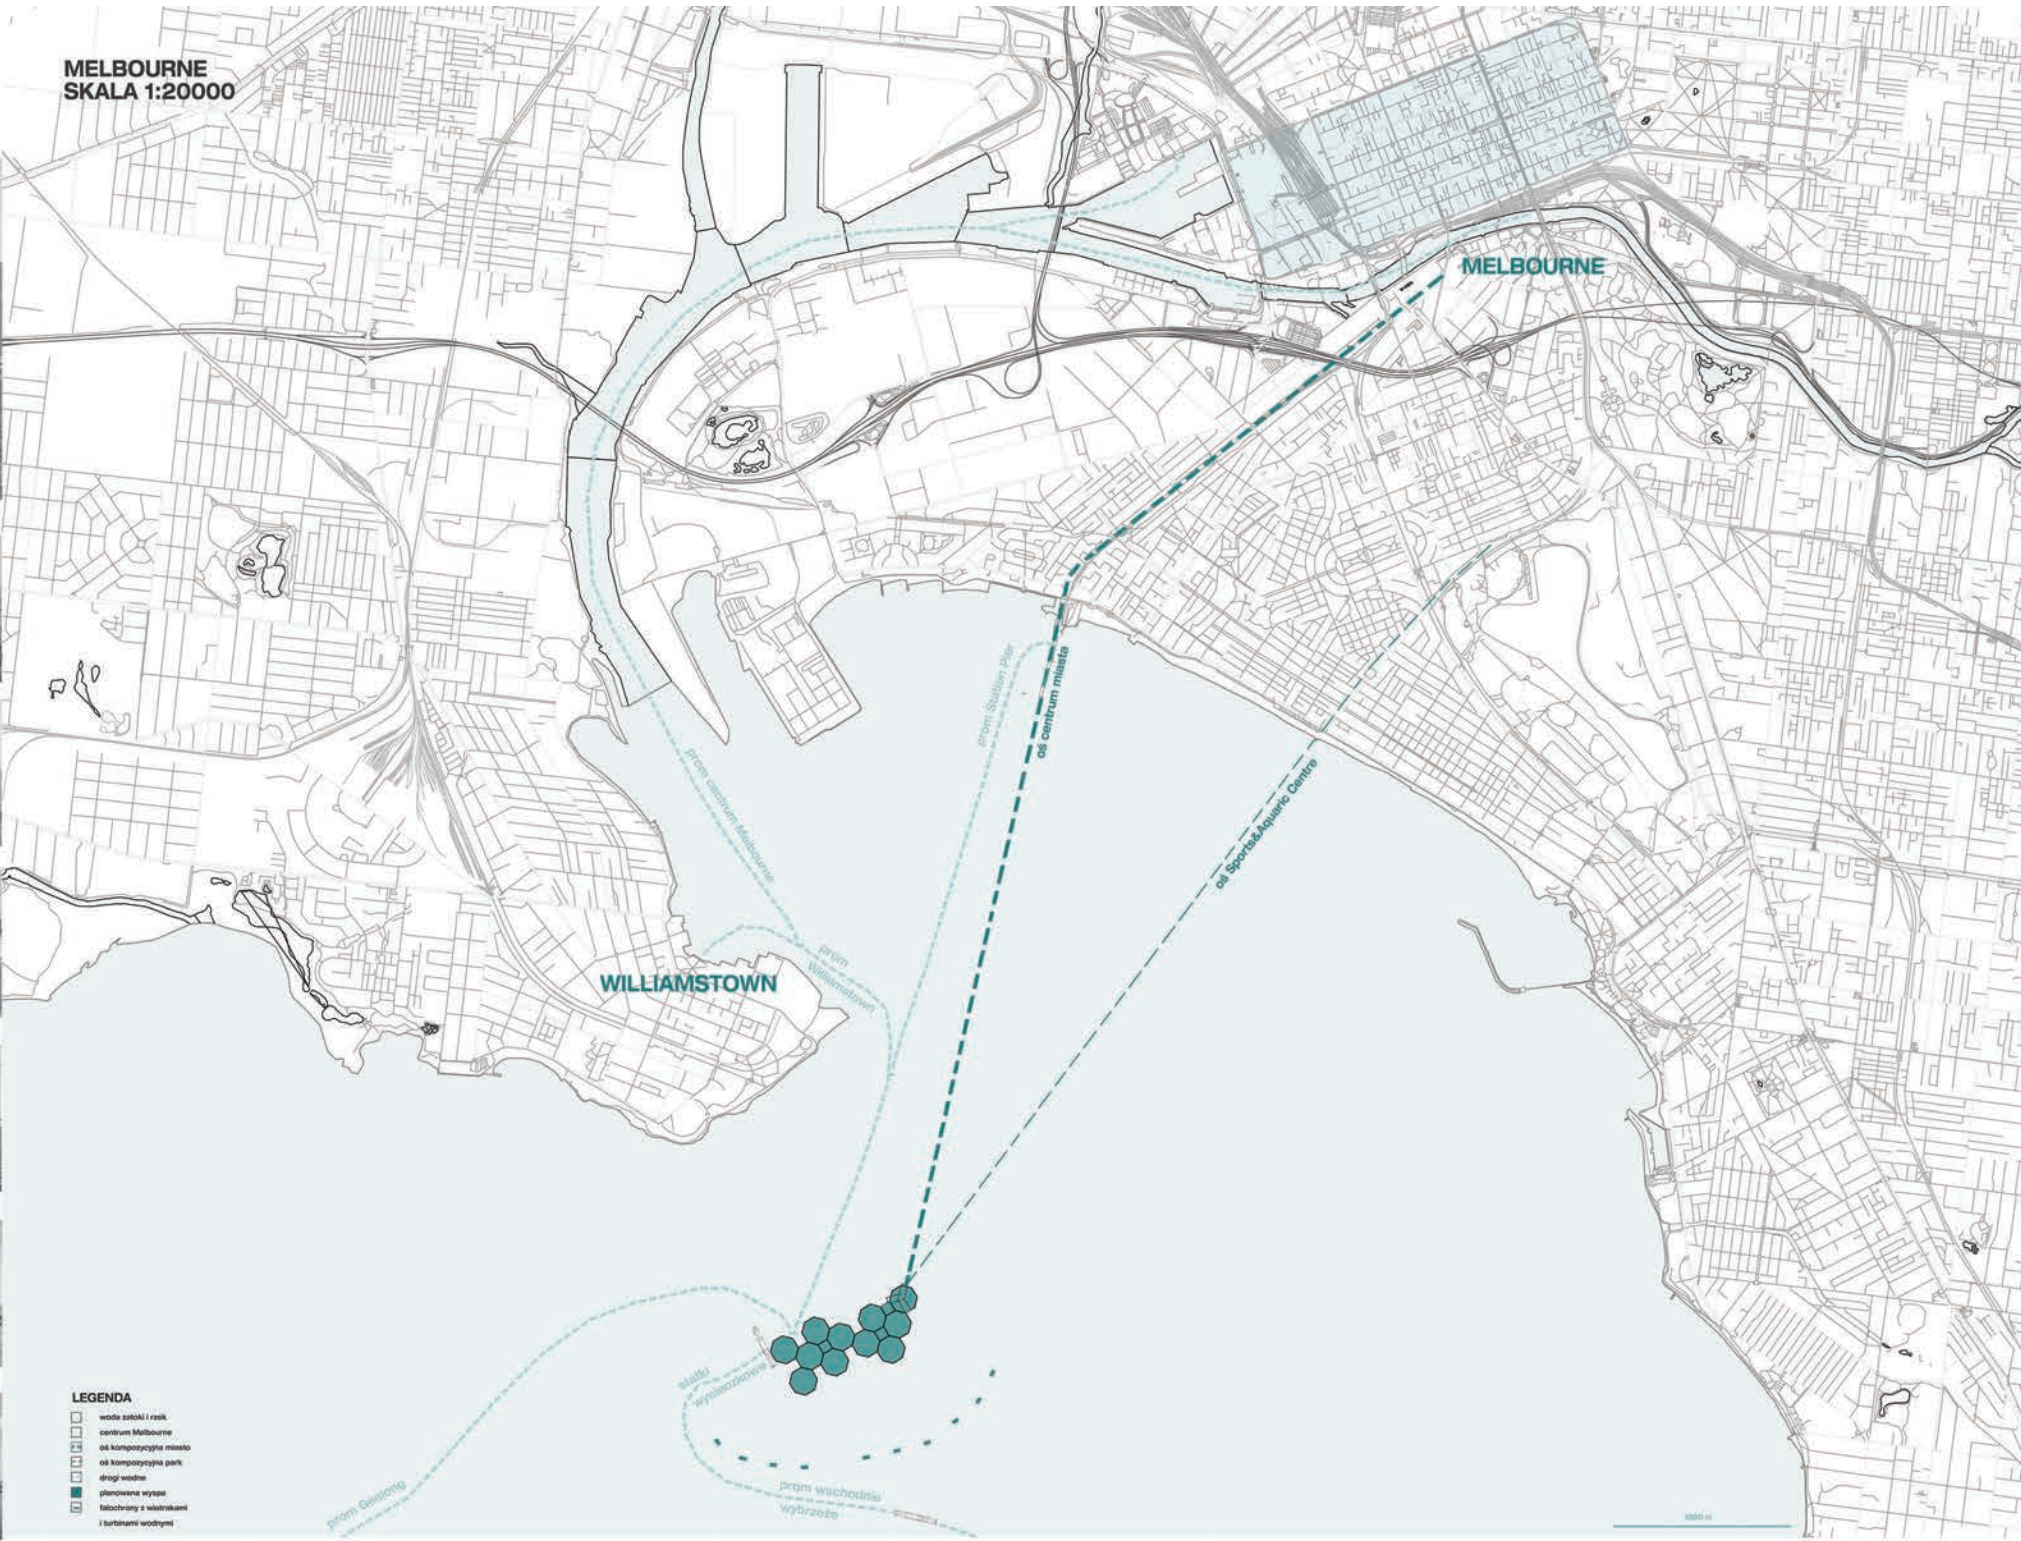 MELBOURNE
SKALA 1:20000
MELBOURNE
prom Station Pier
oś centrum miasta
prom centrum Melbourne
oś Sports&Aquaric Centre
prom
Williamstown
WILLIAMSTOWN
statki
wycieczkowe
prom Geelong
prom wschodnie
wybrzeże
LEGENDA
woda zatoki i rzek
centrum Melbourne
oś kompozycyjna miasto
oś kompozycyjna park
drogi wodne
planowana wyspa
falochrony z wiatrakami
i turbinami wodnymi
1000 m